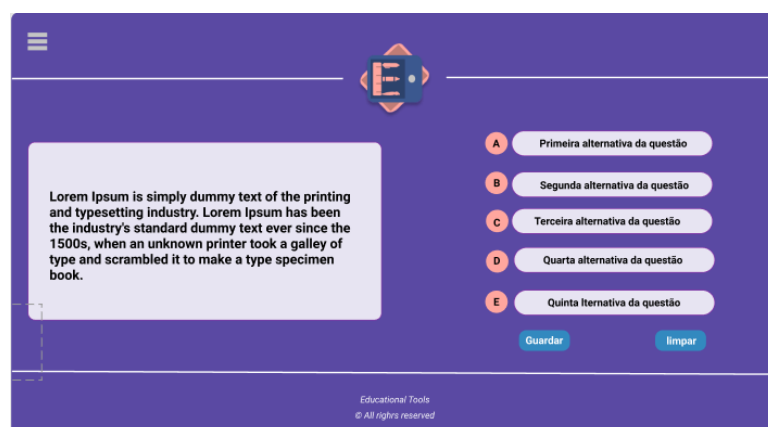 Lorem Ipsum is simply dummy text of the printing
and typesetting industry. Lorem Ipsum has been
the industry's standard dummy text ever since the
1500s, when an unknown printer took a galley of
type and scrambled it to make a type specimen
book.
A Primeira alternativa da questão
B Segunda alternativa da questão
C Terceira alternativa da questão
D Quarta alternativa da questão
E Quinta lternativa da questão
Guardar limpar
Educational Tools
© All righrs reserved